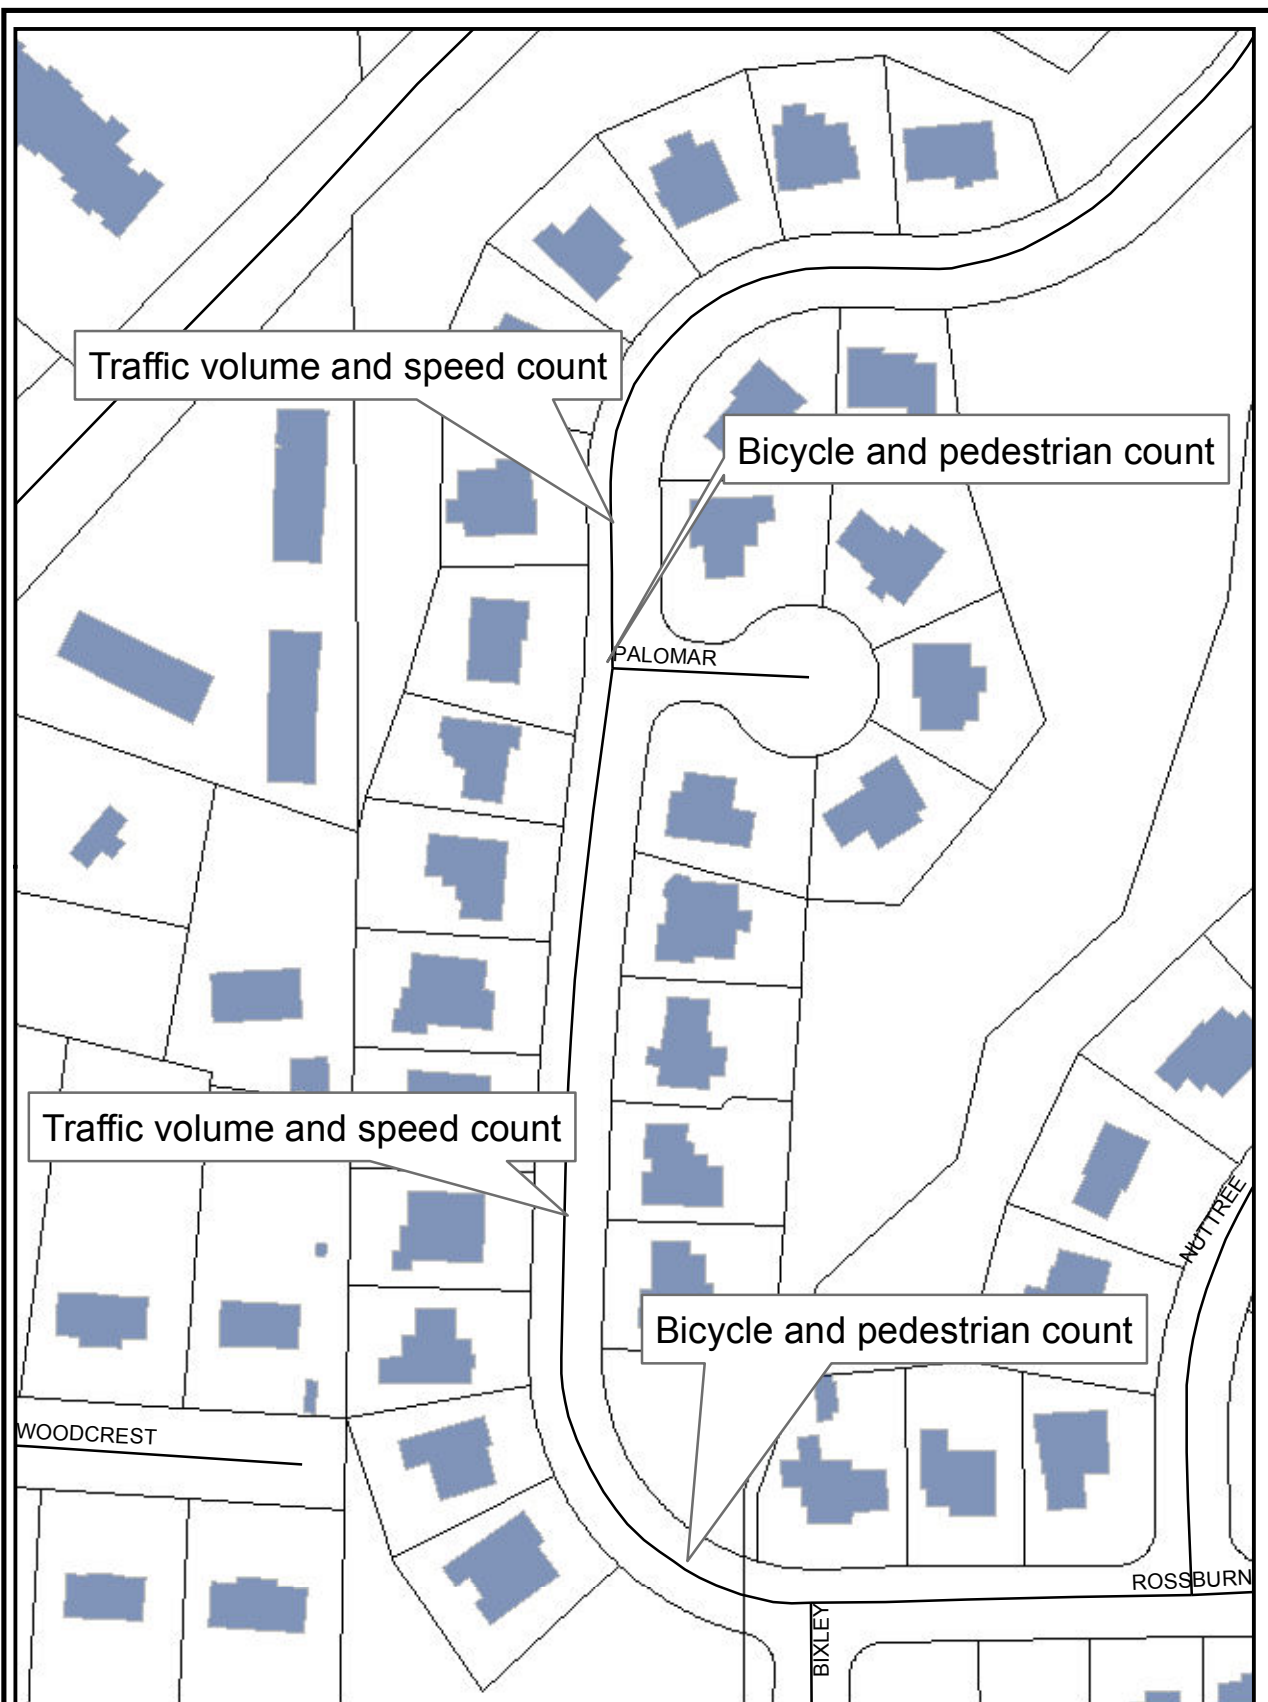 Traffic volume and speed count
Bicycle and pedestrian count
PALOMAR
Traffic volume and speed count
NUTTREE
Bicycle and pedestrian count
WOODCREST
ROSSBURN
BIXLEY